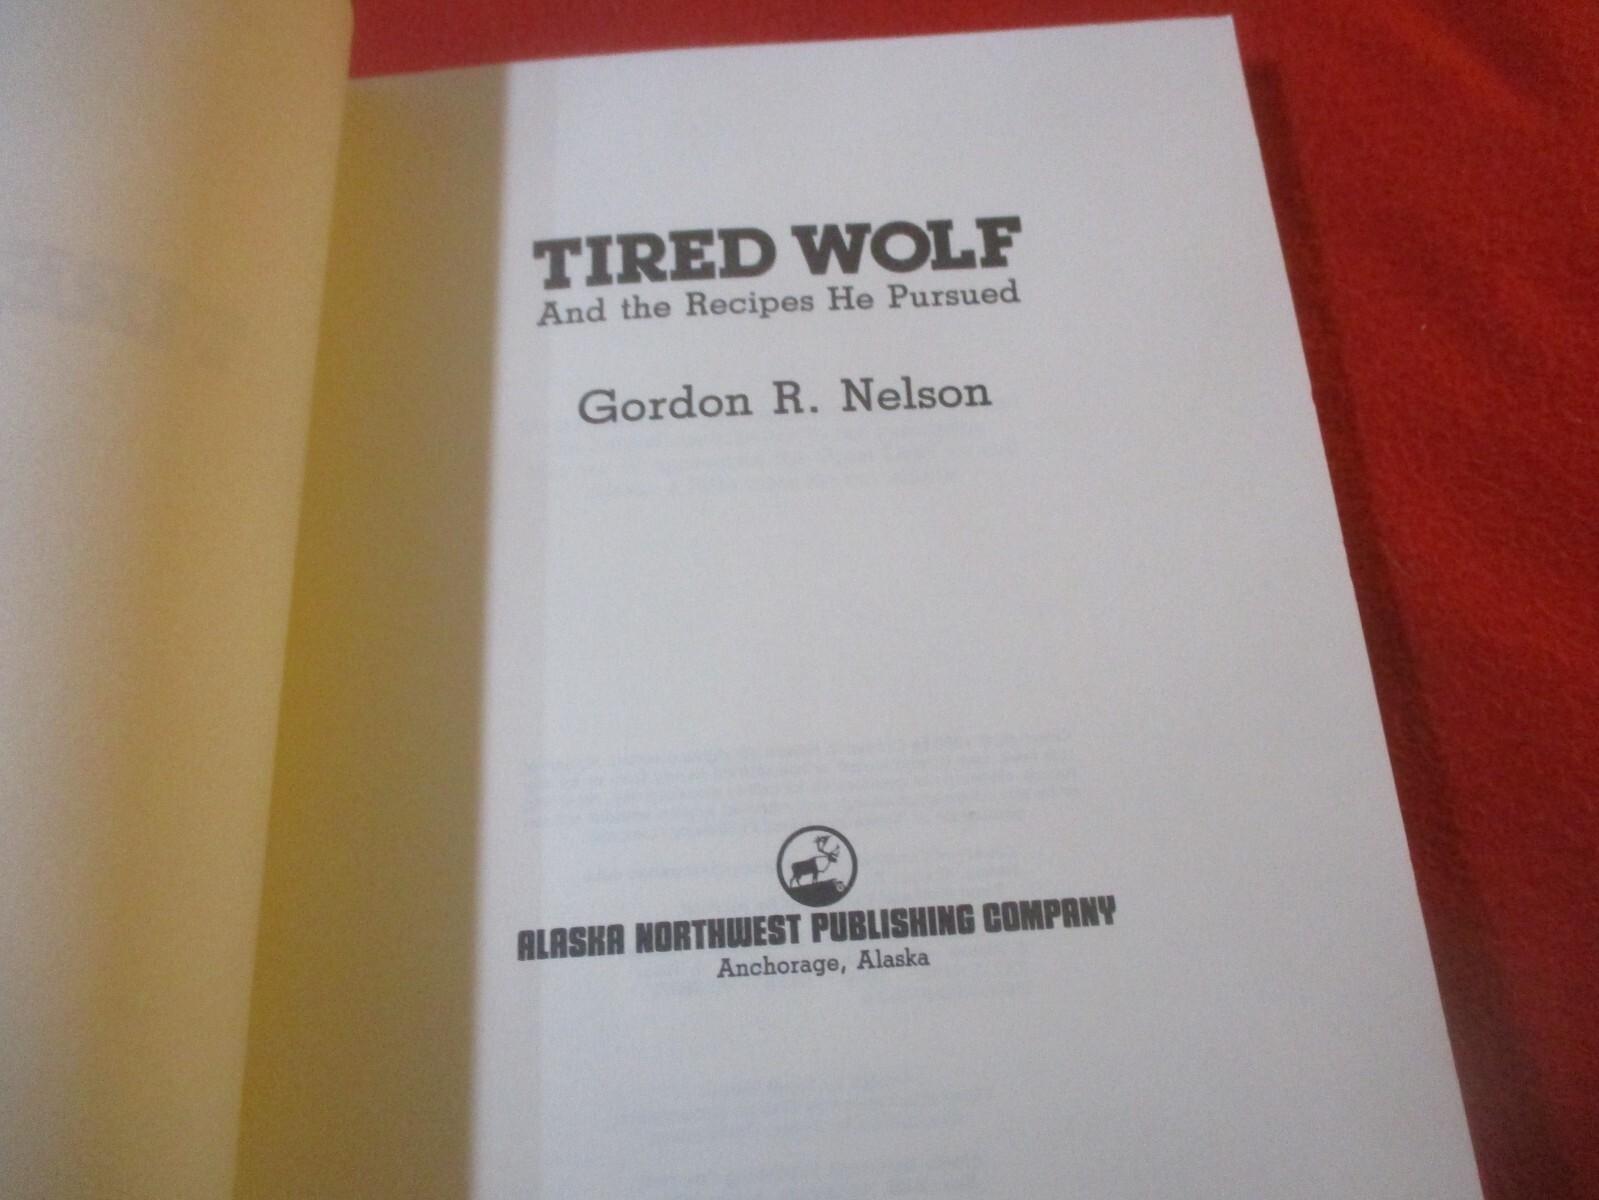 TIRED WOLF
And the Recipes He Pursued
Gordon R. Nelson
ALASKA NORTHWEST PUBLISHING COMPANY
Anchorage, Alaska